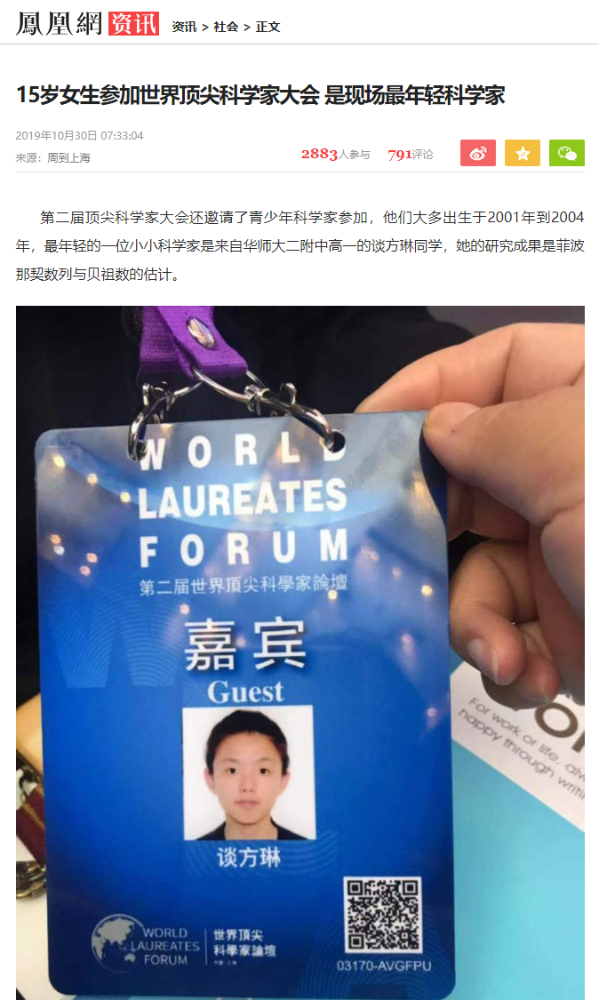 鳳凰網 资讯 资讯 > 社会 > 正文
15岁女生参加世界顶尖科学家大会 是现场最年轻科学家
2019年10月30日 07:33:04
来源：周到上海
2883人参与 791评论
第二届顶尖科学家大会还邀请了青少年科学家参加，他们大多出生于2001年到2004
年，最年轻的一位小小科学家是来自华师大二附中高一的谈方琳同学，她的研究成果是菲波
那契数列与贝祖数的估计。
WORLD
LAUREATES
FORUM
第二届世界頂尖科學家論壇
嘉宾
Guest
谈方琳
WORLD
LAUREATES
FORUM
世界頂尖
科學家論壇
中國·上海
03170-AVGFPU
For work or life, alw
happy through writi